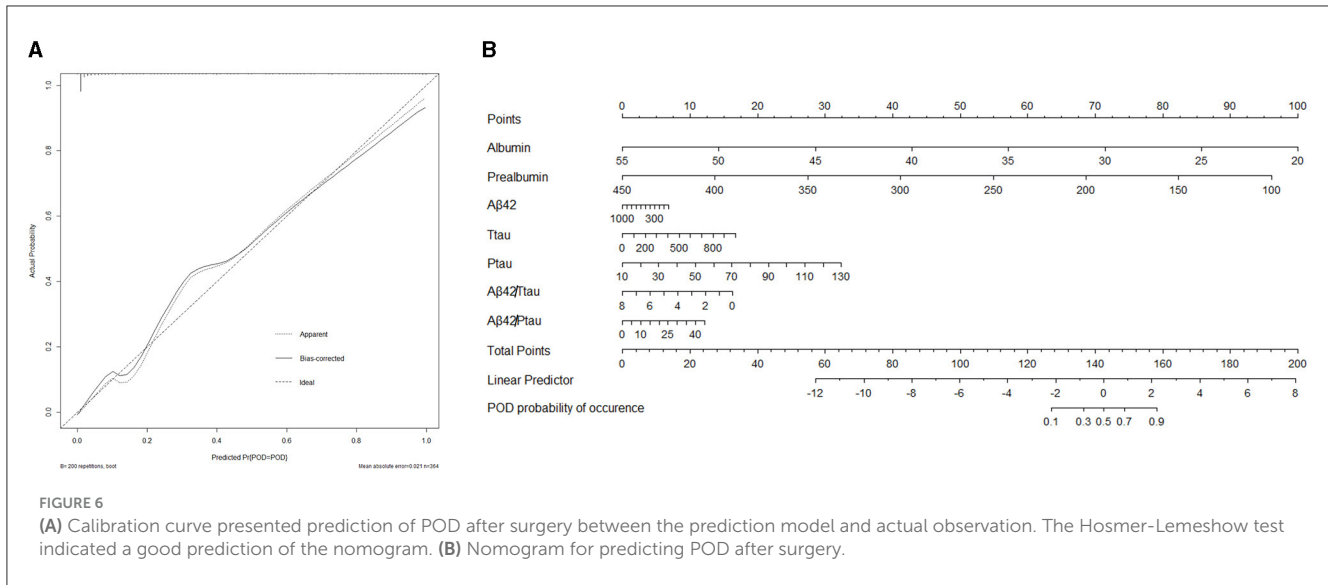 A
B
1.0
0.8
0.6
0.4
0.2
0.0
Actual Probability
Apparent
Bias-corrected
Ideal
0.0 0.2 0.4 0.6 0.8 1.0
Predicted Pr{POD=POD}
B= 200 repetitions, boot
Mean absolute error=0.021 n=364
0 10 20 30 40 50 60 70 80 90 100
Points
Albumin
55 50 45 40 35 30 25 20
Prealbumin
450 400 350 300 250 200 150 100
Aβ42
1000 300
Ttau
0 200 500 800
Ptau
10 30 50 70 90 110 130
Aβ42/Ttau
8 6 4 2 0
Aβ42/Ptau
0 10 25 40
Total Points
0 20 40 60 80 100 120 140 160 180 200
Linear Predictor
-12 -10 -8 -6 -4 -2 0 2 4 6 8
POD probability of occurence
0.1 0.3 0.5 0.7 0.9
FIGURE 6
(A) Calibration curve presented prediction of POD after surgery between the prediction model and actual observation. The Hosmer-Lemeshow test
indicated a good prediction of the nomogram. (B) Nomogram for predicting POD after surgery.